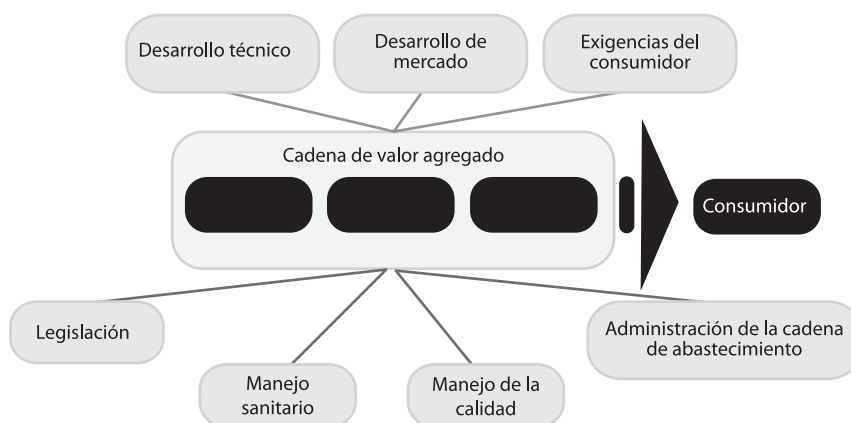 Desarrollo técnico
Desarrollo de
mercado
Exigencias del
consumidor
Cadena de valor agregado
Consumidor
Legislación
Manejo
sanitario
Manejo de la
calidad
Administración de la cadena
de abastecimiento